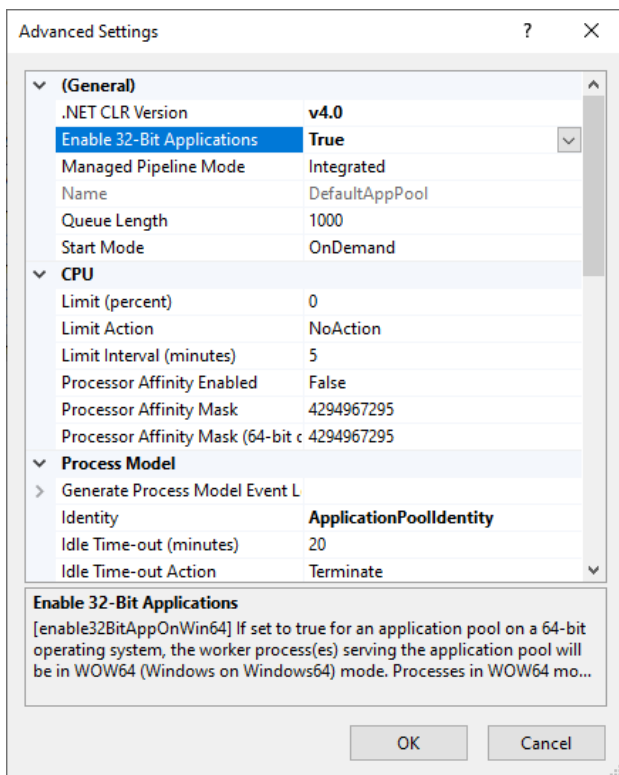 Advanced Settings ?
(General)
.NET CLR Version v4.0
Enable 32-Bit Applications True
Managed Pipeline Mode Integrated
Name DefaultAppPool
Queue Length 1000
Start Mode OnDemand
CPU
Limit (percent) 0
Limit Action NoAction
Limit Interval (minutes) 5
Processor Affinity Enabled False
Processor Affinity Mask 4294967295
Processor Affinity Mask (64-bit c 4294967295
Process Model
Generate Process Model Event L
Identity ApplicationPoolIdentity
Idle Time-out (minutes) 20
Idle Time-out Action Terminate
Enable 32-Bit Applications
[enable32BitAppOnWin64] If set to true for an application pool on a 64-bit
operating system, the worker process(es) serving the application pool will
be in WOW64 (Windows on Windows64) mode. Processes in WOW64 mo...
OK Cancel